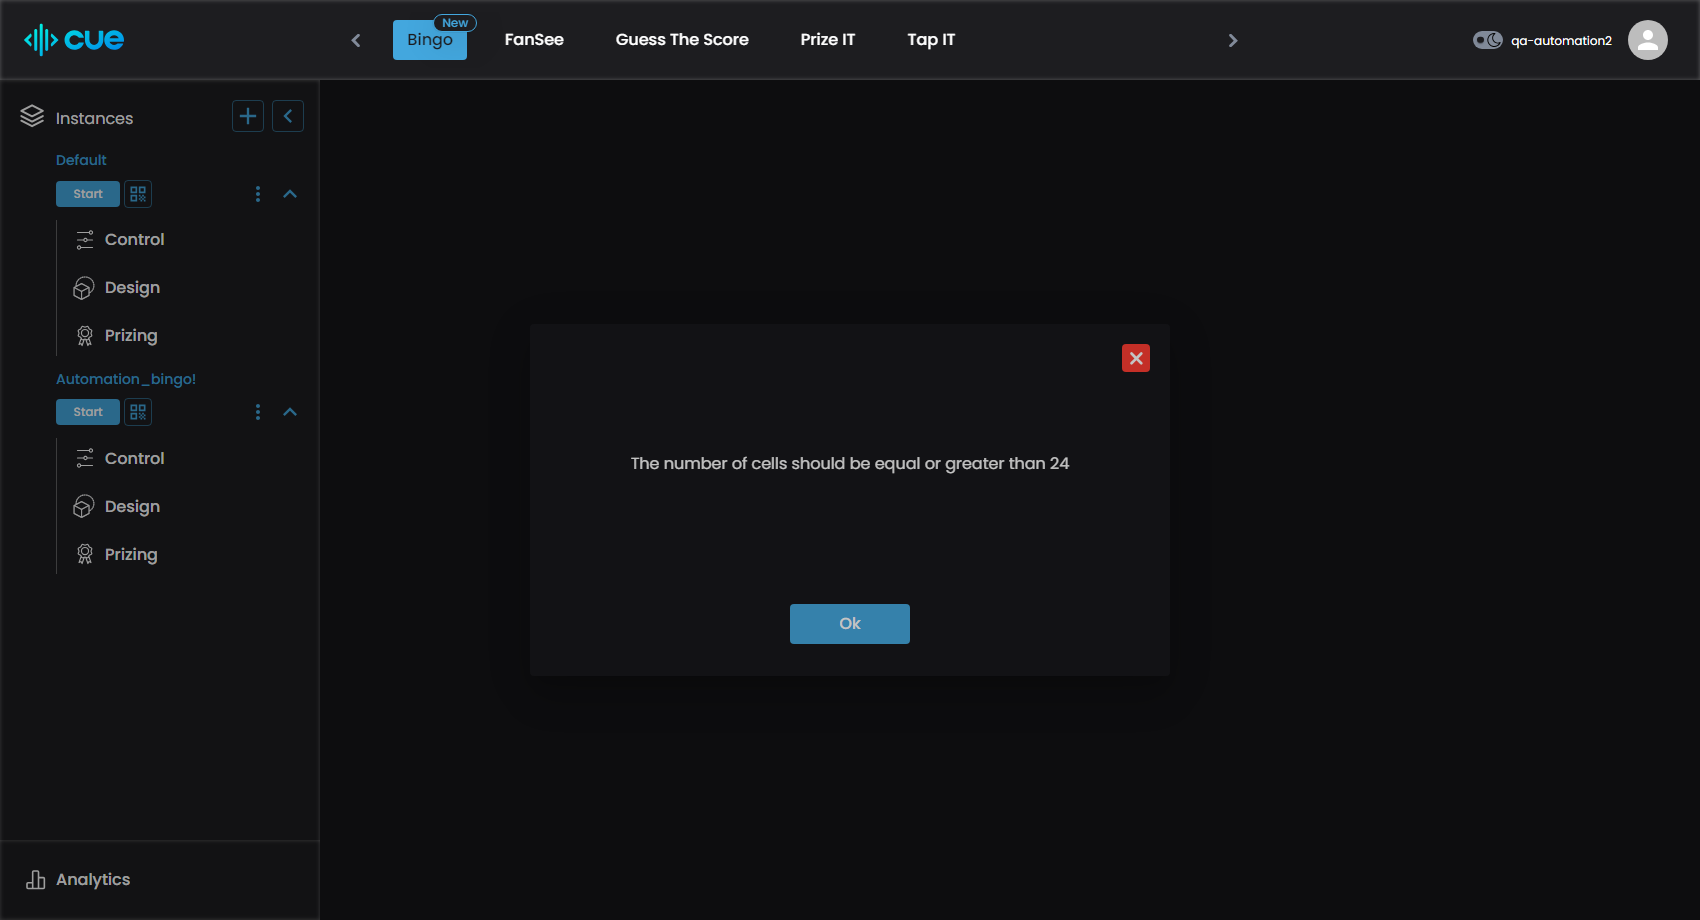 cue
Bingo
New
FanSee
Guess The Score
Prize IT
Tap IT
qa-automation2
Instances
Default
Start
Control
Design
Prizing
Automation_bingo!
Start
Control
Design
Prizing
Analytics
The number of cells should be equal or greater than 24
Ok